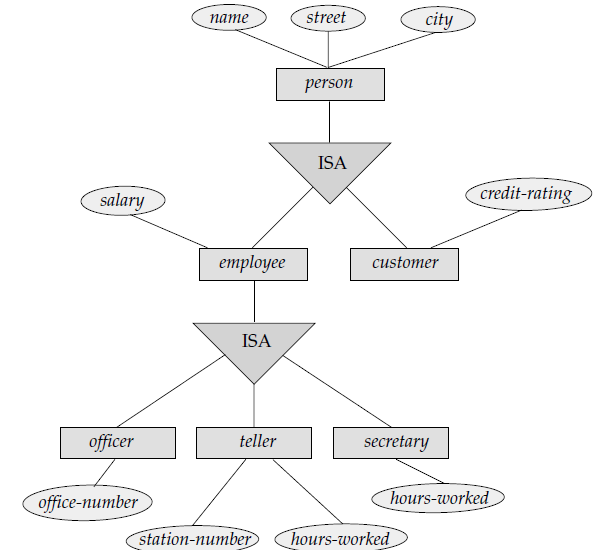 name
street
city
person
ISA
salary
credit-rating
employee
customer
ISA
officer
teller
secretary
office-number
hours-worked
station-number
hours-worked